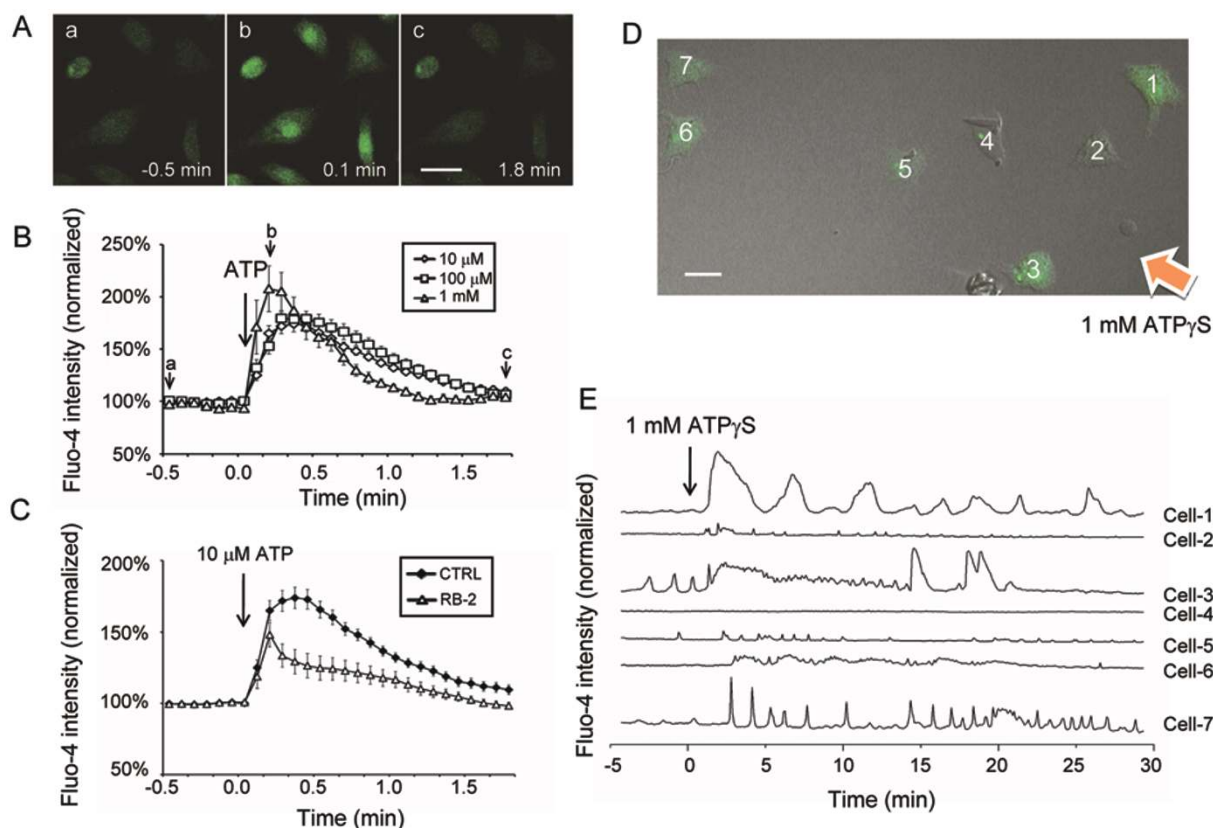 A
a
b
c
-0.5 min
0.1 min
1.8 min
B
Fluo-4 intensity (normalized)
250%
200%
150%
100%
50%
ATP
a
b
c
10 μM
100 μM
1 mM
-0.5
0.0
0.5
1.0
1.5
Time (min)
C
Fluo-4 intensity (normalized)
200%
150%
100%
50%
10 μM ATP
CTRL
RB-2
-0.5
0.0
0.5
1.0
1.5
Time (min)
D
7
6
5
4
2
1
3
1 mM ATPγS
E
1 mM ATPγS
Fluo-4 intensity (normalized)
Cell-1
Cell-2
Cell-3
Cell-4
Cell-5
Cell-6
Cell-7
-5
0
5
10
15
20
25
30
Time (min)